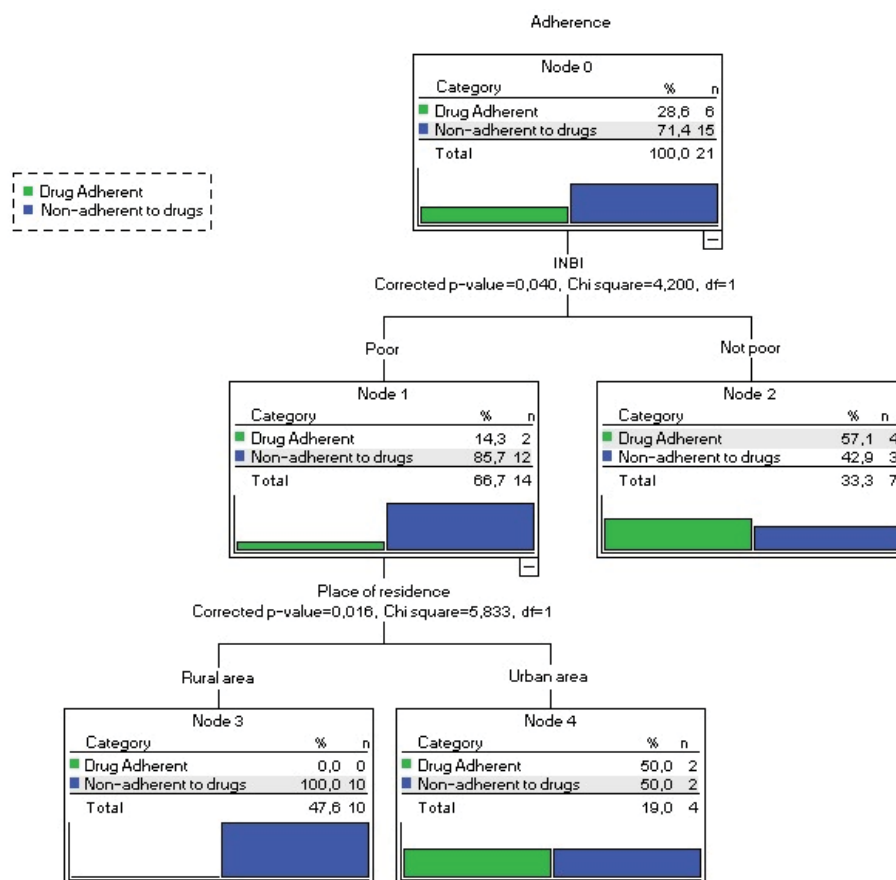 Adherence
Node 0
Category % n
Drug Adherent 28,6 6
Non-adherent to drugs 71,4 15
Total 100,0 21
Drug Adherent
Non-adherent to drugs
INBI
Corrected p-value=0,040, Chi square=4,200, df=1
Poor
Not poor
Node 1
Category % n
Drug Adherent 14,3 2
Non-adherent to drugs 85,7 12
Total 66,7 14
Node 2
Category % n
Drug Adherent 57,1 4
Non-adherent to drugs 42,9 3
Total 33,3 7
Place of residence
Corrected p-value=0,016, Chi square=5,833, df=1
Rural area
Urban area
Node 3
Category % n
Drug Adherent 0,0 0
Non-adherent to drugs 100,0 10
Total 47,6 10
Node 4
Category % n
Drug Adherent 50,0 2
Non-adherent to drugs 50,0 2
Total 19,0 4